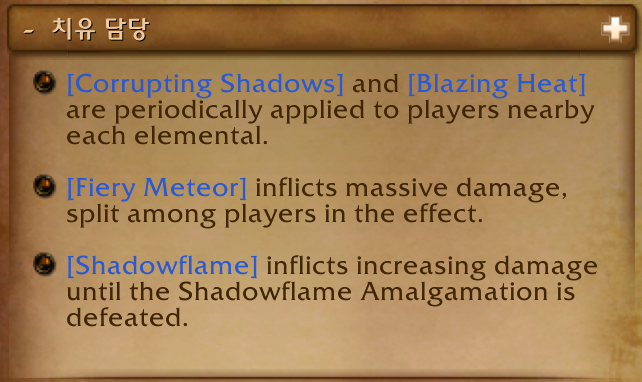 - 치유 담당
[Corrupting Shadows] and [Blazing Heat]
are periodically applied to players nearby
each elemental.
[Fiery Meteor] inflicts massive damage,
split among players in the effect.
[Shadowflame] inflicts increasing damage
until the Shadowflame Amalgamation is
defeated.